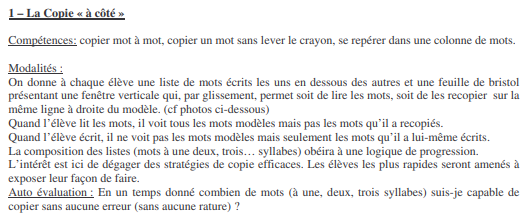 1 – La Copie « à côté »
Compétences: copier mot à mot, copier un mot sans lever le crayon, se repérer dans une colonne de mots.
Modalités :
On donne à chaque élève une liste de mots écrits les uns en dessous des autres et une feuille de bristol
présentant une fenêtre verticale qui, par glissement, permet soit de lire les mots, soit de les recopier sur la
même ligne à droite du modèle. (cf photos ci-dessous)
Quand l'élève lit les mots, il voit tous les mots modèles mais pas les mots qu'il a recopiés.
Quand l'élève écrit, il ne voit pas les mots modèles mais seulement les mots qu'il a lui-même écrits.
La composition des listes (mots à une deux, trois… syllabes) obéira à une logique de progression.
L'intérêt est ici de dégager des stratégies de copie efficaces. Les élèves les plus rapides seront amenés à
exposer leur façon de faire.
Auto évaluation : En un temps donné combien de mots (à une, deux, trois syllabes) suis-je capable de
copier sans aucune erreur (sans aucune rature) ?